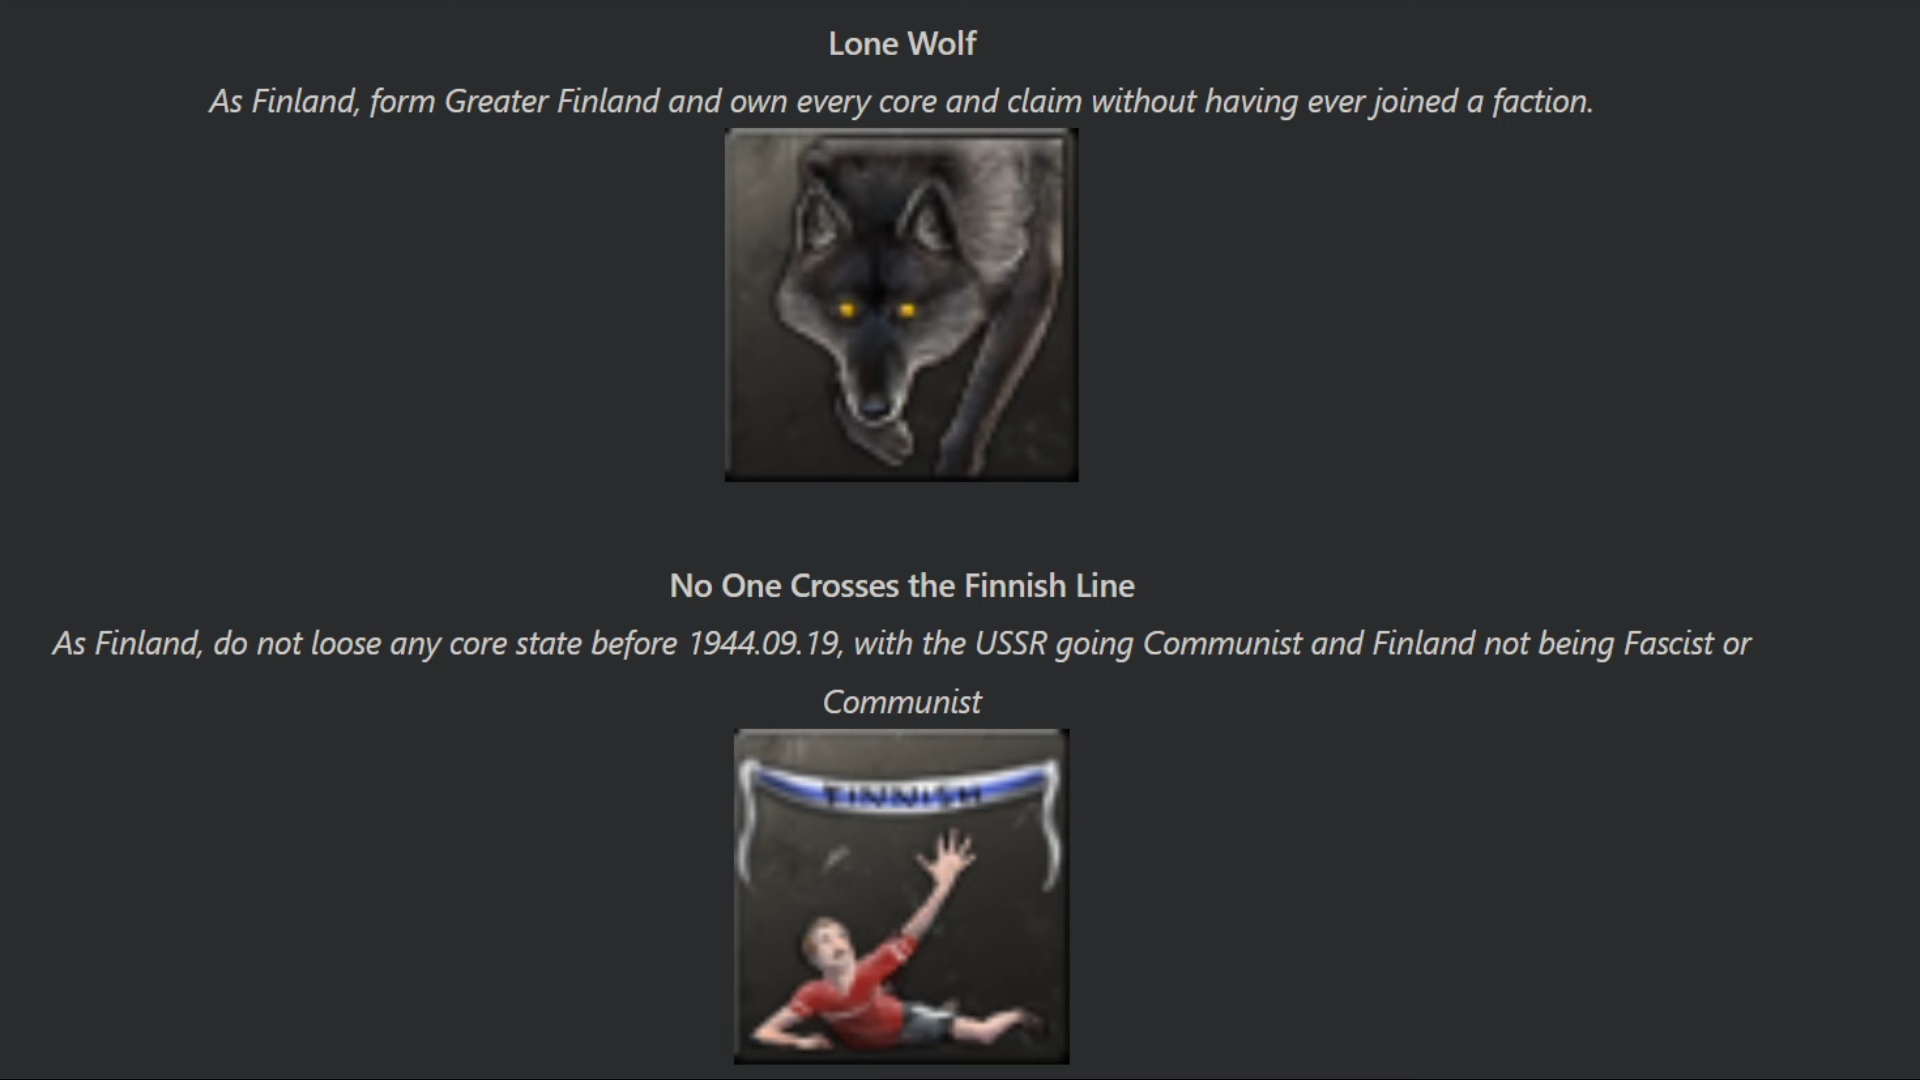 Lone Wolf
As Finland, form Greater Finland and own every core and claim without having ever joined a faction.
No One Crosses the Finnish Line
As Finland, do not loose any core state before 1944.09.19, with the USSR going Communist and Finland not being Fascist or
Communist
FINNISH